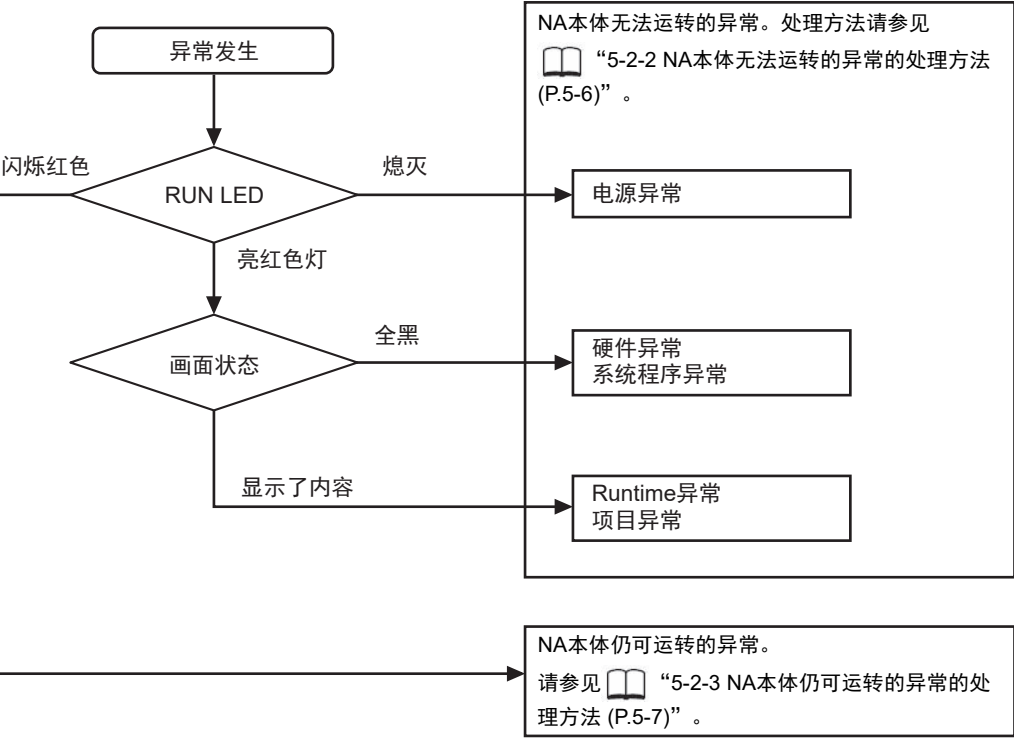 异常发生
NA本体无法运转的异常。处理方法请参见
“5-2-2 NA本体无法运转的异常的处理方法
(P.5-6)”。
闪烁红色
RUN LED
熄灭
电源异常
亮红色灯
画面状态
全黑
硬件异常
系统程序异常
显示了内容
Runtime异常
项目异常
NA本体仍可运转的异常。
请参见 “5-2-3 NA本体仍可运转的异常的处
理方法 (P.5-7)”。